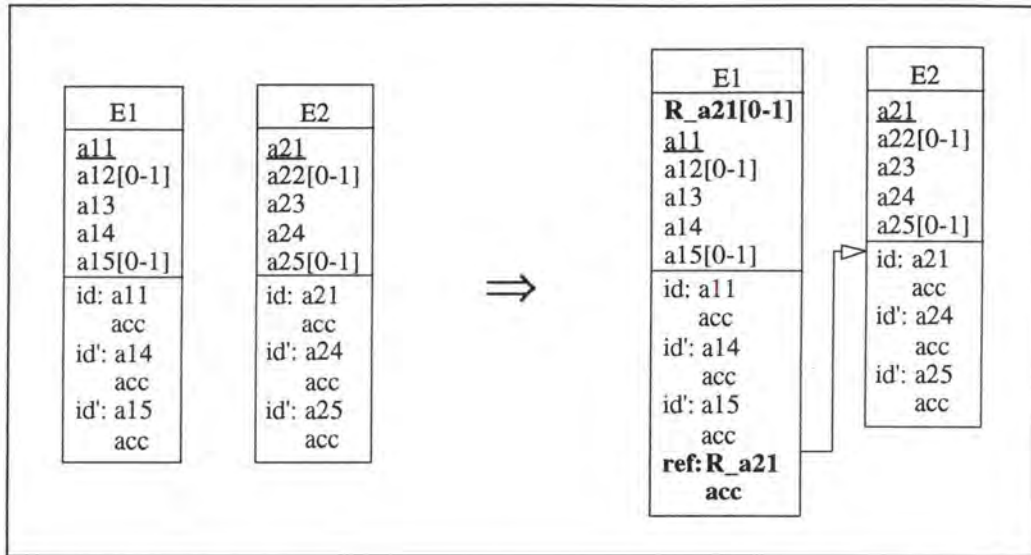 E1
a11
a12[0-1]
a13
a14
a15[0-1]
id: a11
acc
id': a14
acc
id': a15
acc
E2
a21
a22[0-1]
a23
a24
a25[0-1]
id: a21
acc
id': a24
acc
id': a25
acc
⇒
E1
R_a21[0-1]
a11
a12[0-1]
a13
a14
a15[0-1]
id: a11
acc
id': a14
acc
id': a15
acc
ref: R_a21
acc
E2
a21
a22[0-1]
a23
a24
a25[0-1]
id: a21
acc
id': a24
acc
id': a25
acc